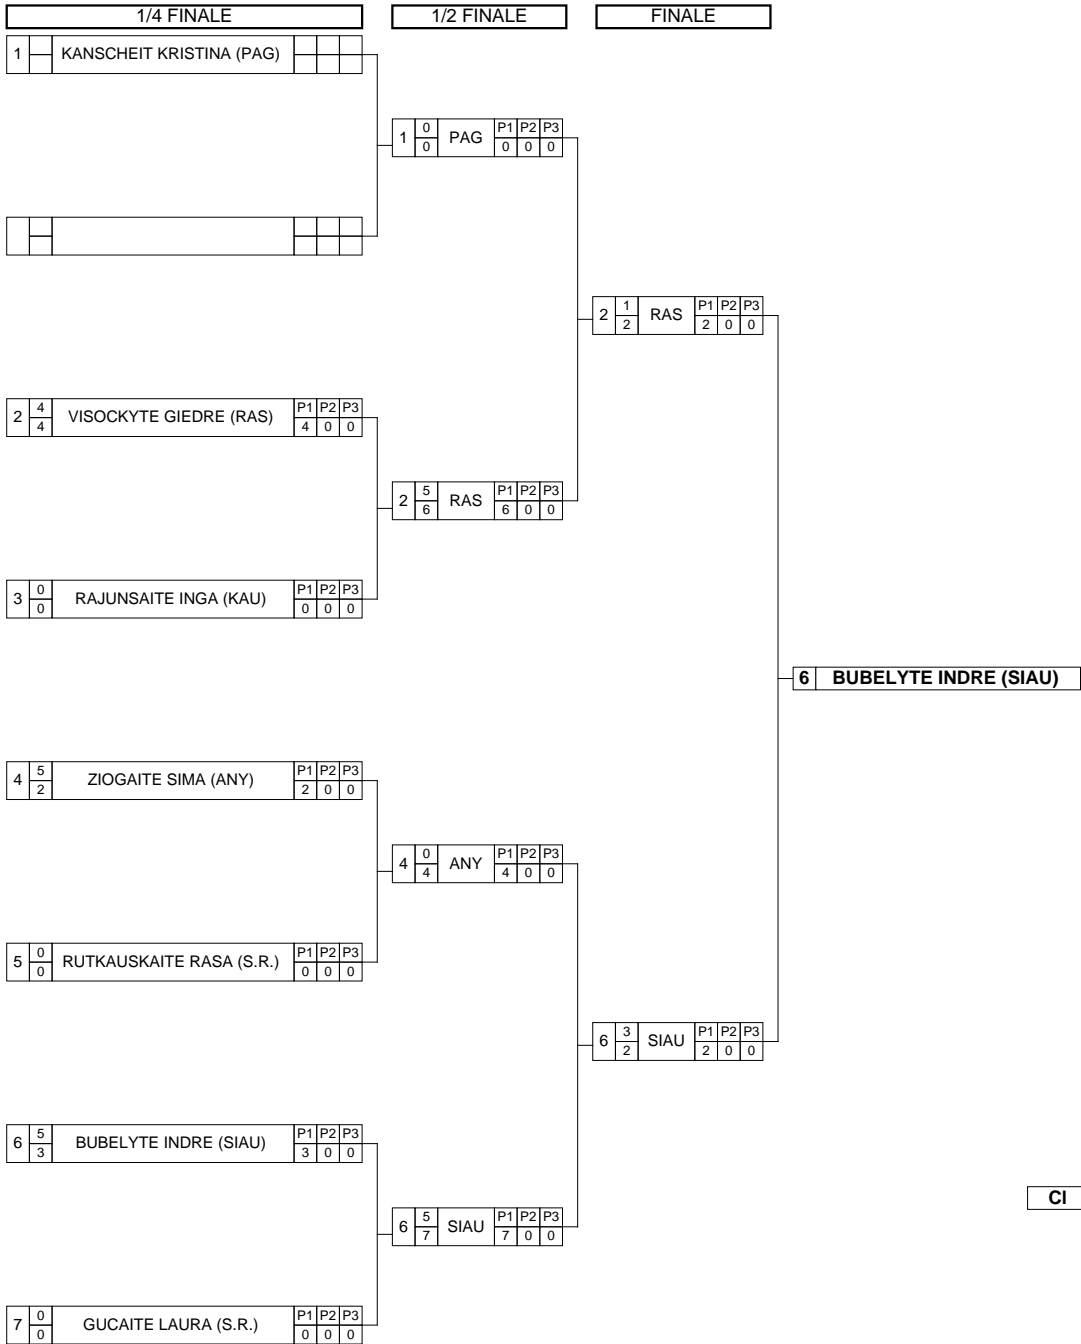 1/4 FINALE 1/2 FINALE FINALE
1 KANSCHEIT KRISTINA (PAG)
1 0 PAG P1 P2 P3
0 0 0 0
2 1 RAS P1 P2 P3
2 2 0 0
2 4 VISOCKYTE GIEDRE (RAS) P1 P2 P3
4 4 0 0
2 5 RAS P1 P2 P3
6 6 0 0
3 0 RAJUNSAITE INGA (KAU) P1 P2 P3
0 0 0 0
6 BUBELYTE INDRE (SIAU)
4 5 ZIOGAITE SIMA (ANY) P1 P2 P3
2 2 0 0
4 0 ANY P1 P2 P3
4 4 0 0
5 0 RUTKAUSKAITE RASA (S.R.) P1 P2 P3
0 0 0 0
6 3 SIAU P1 P2 P3
2 2 0 0
6 5 BUBELYTE INDRE (SIAU) P1 P2 P3
3 3 0 0
CI
6 5 SIAU P1 P2 P3
7 7 0 0
7 0 GUCAITE LAURA (S.R.) P1 P2 P3
0 0 0 0